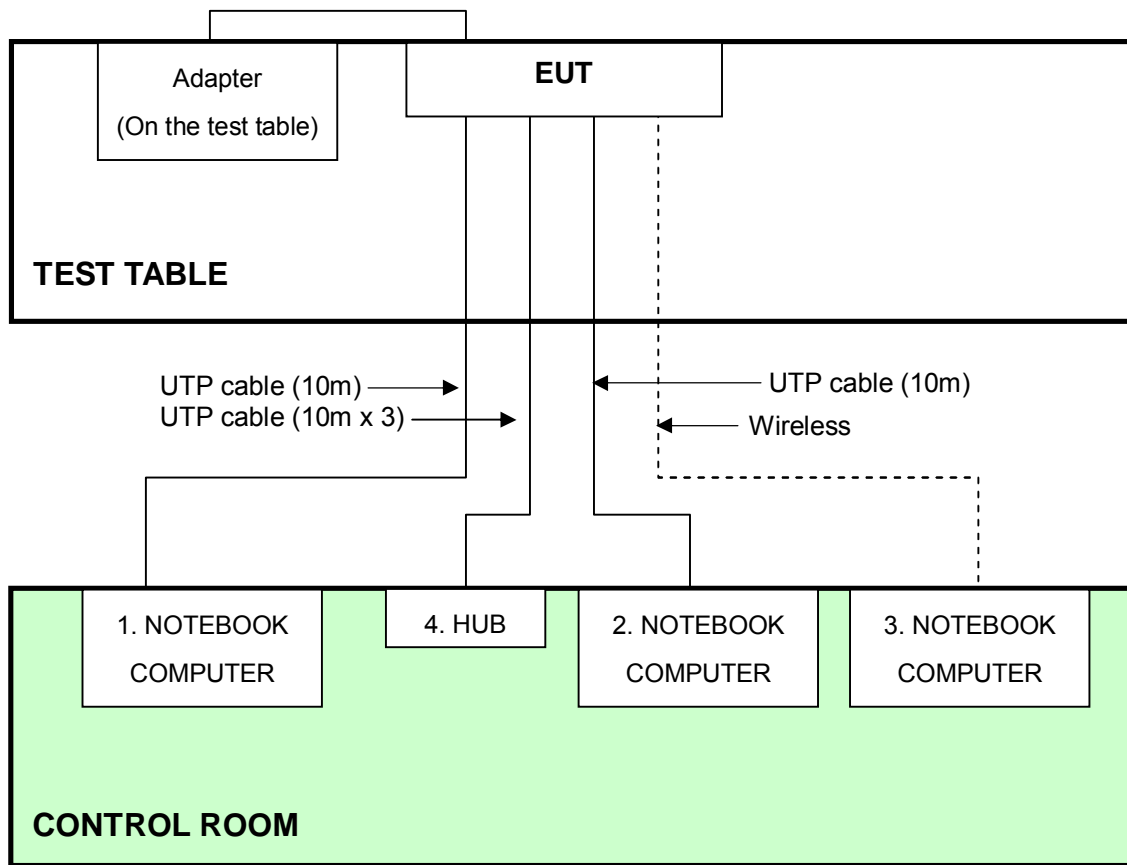 Adapter
(On the test table)
EUT
TEST TABLE
UTP cable (10m)
UTP cable (10m x 3)
UTP cable (10m)
Wireless
1. NOTEBOOK
COMPUTER
4. HUB
2. NOTEBOOK
COMPUTER
3. NOTEBOOK
COMPUTER
CONTROL ROOM